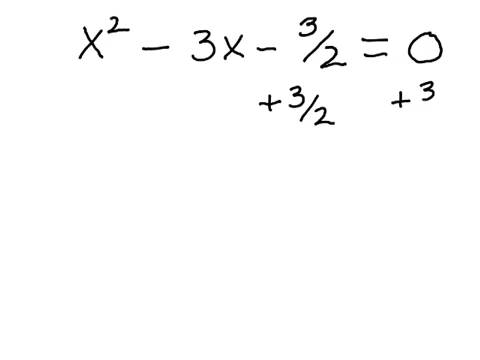 x² - 3x - 3/2 = 0
+ 3/2 + 3